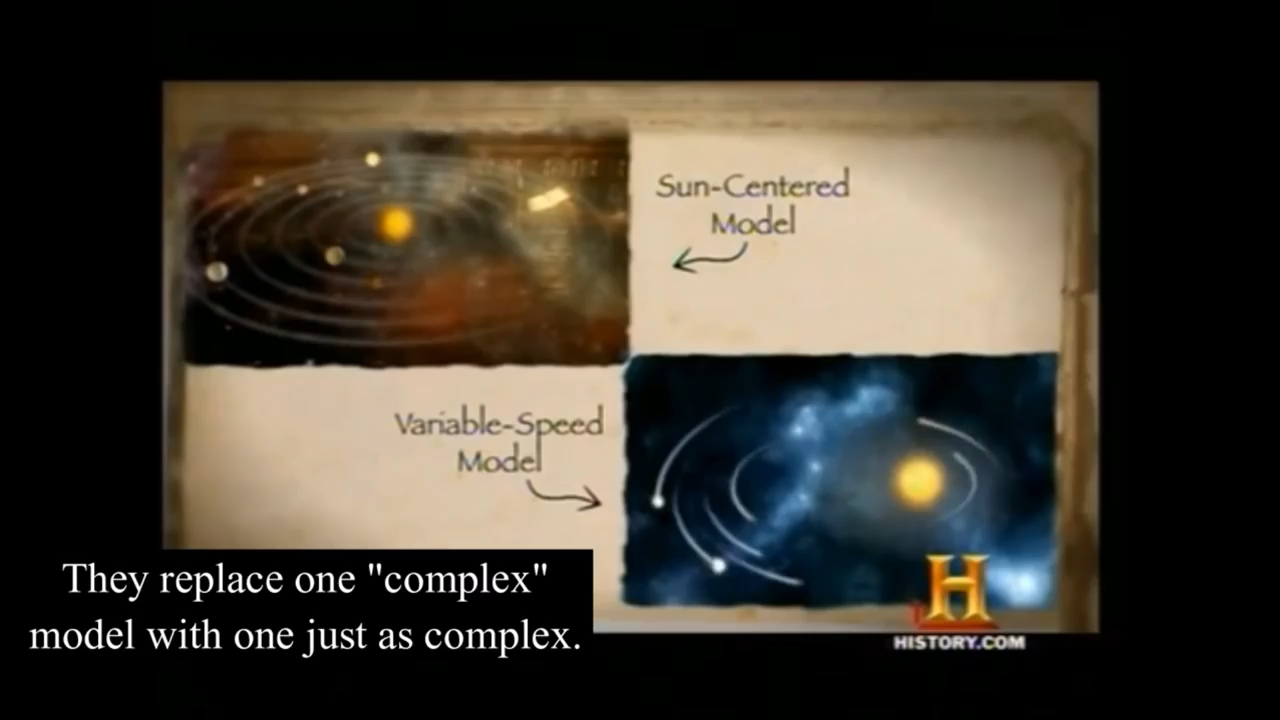 Sun-Centered
Model
Variable-Speed
Model
They replace one "complex"
model with one just as complex.
H
HISTORY.COM